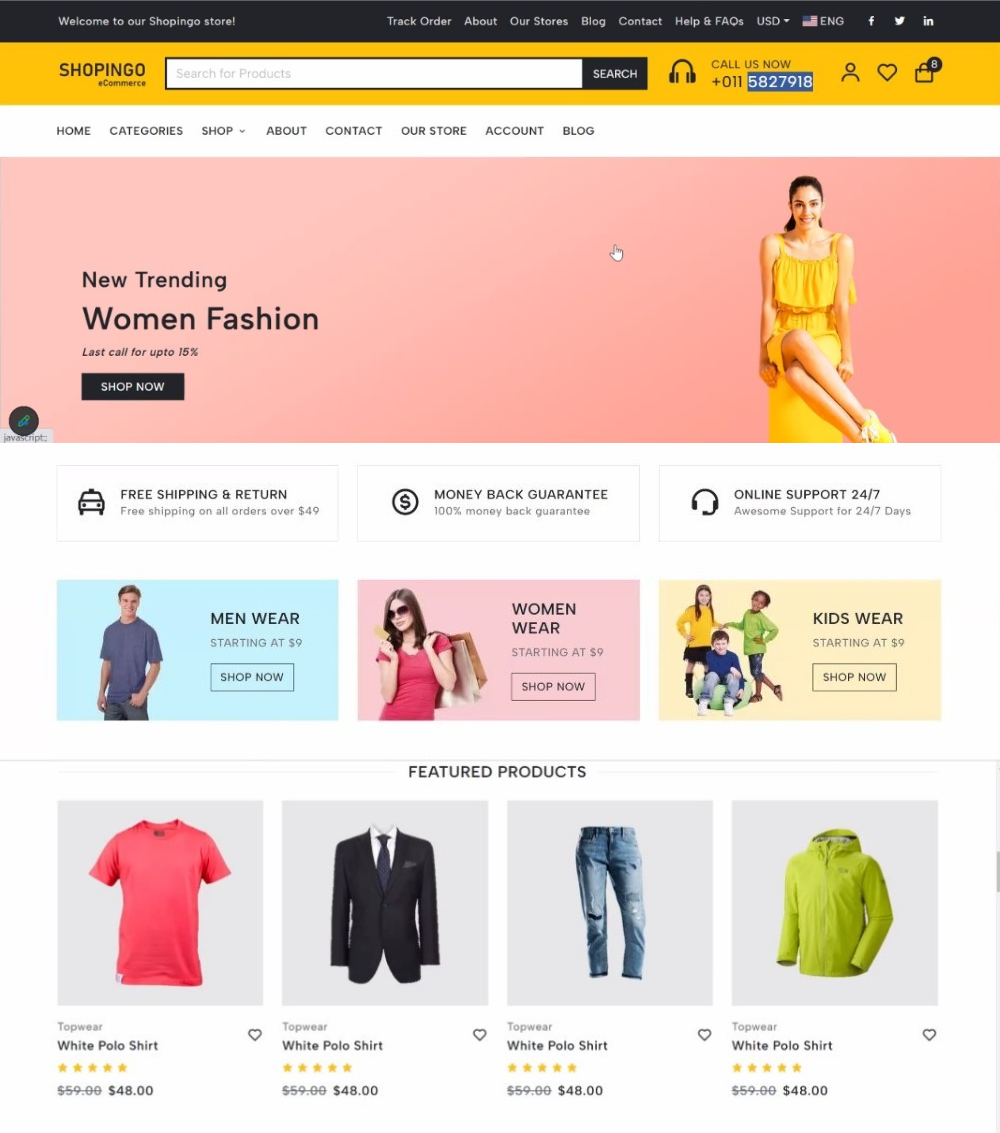 Welcome to our Shopingo store!
Track Order About Our Stores Blog Contact Help & FAQs USD ENG
SHOPINGO
eCommerce
Search for Products
SEARCH
CALL US NOW
+011 5827918
8
HOME CATEGORIES SHOP ABOUT CONTACT OUR STORE ACCOUNT BLOG
New Trending
Women Fashion
Last call for upto 15%
SHOP NOW
javascript:;
FREE SHIPPING & RETURN
Free shipping on all orders over $49
MONEY BACK GUARANTEE
100% money back guarantee
ONLINE SUPPORT 24/7
Awesome Support for 24/7 Days
MEN WEAR
STARTING AT $9
SHOP NOW
WOMEN
WEAR
STARTING AT $9
SHOP NOW
KIDS WEAR
STARTING AT $9
SHOP NOW
FEATURED PRODUCTS
Topwear
White Polo Shirt
$59.00 $48.00
Topwear
White Polo Shirt
$59.00 $48.00
Topwear
White Polo Shirt
$59.00 $48.00
Topwear
White Polo Shirt
$59.00 $48.00